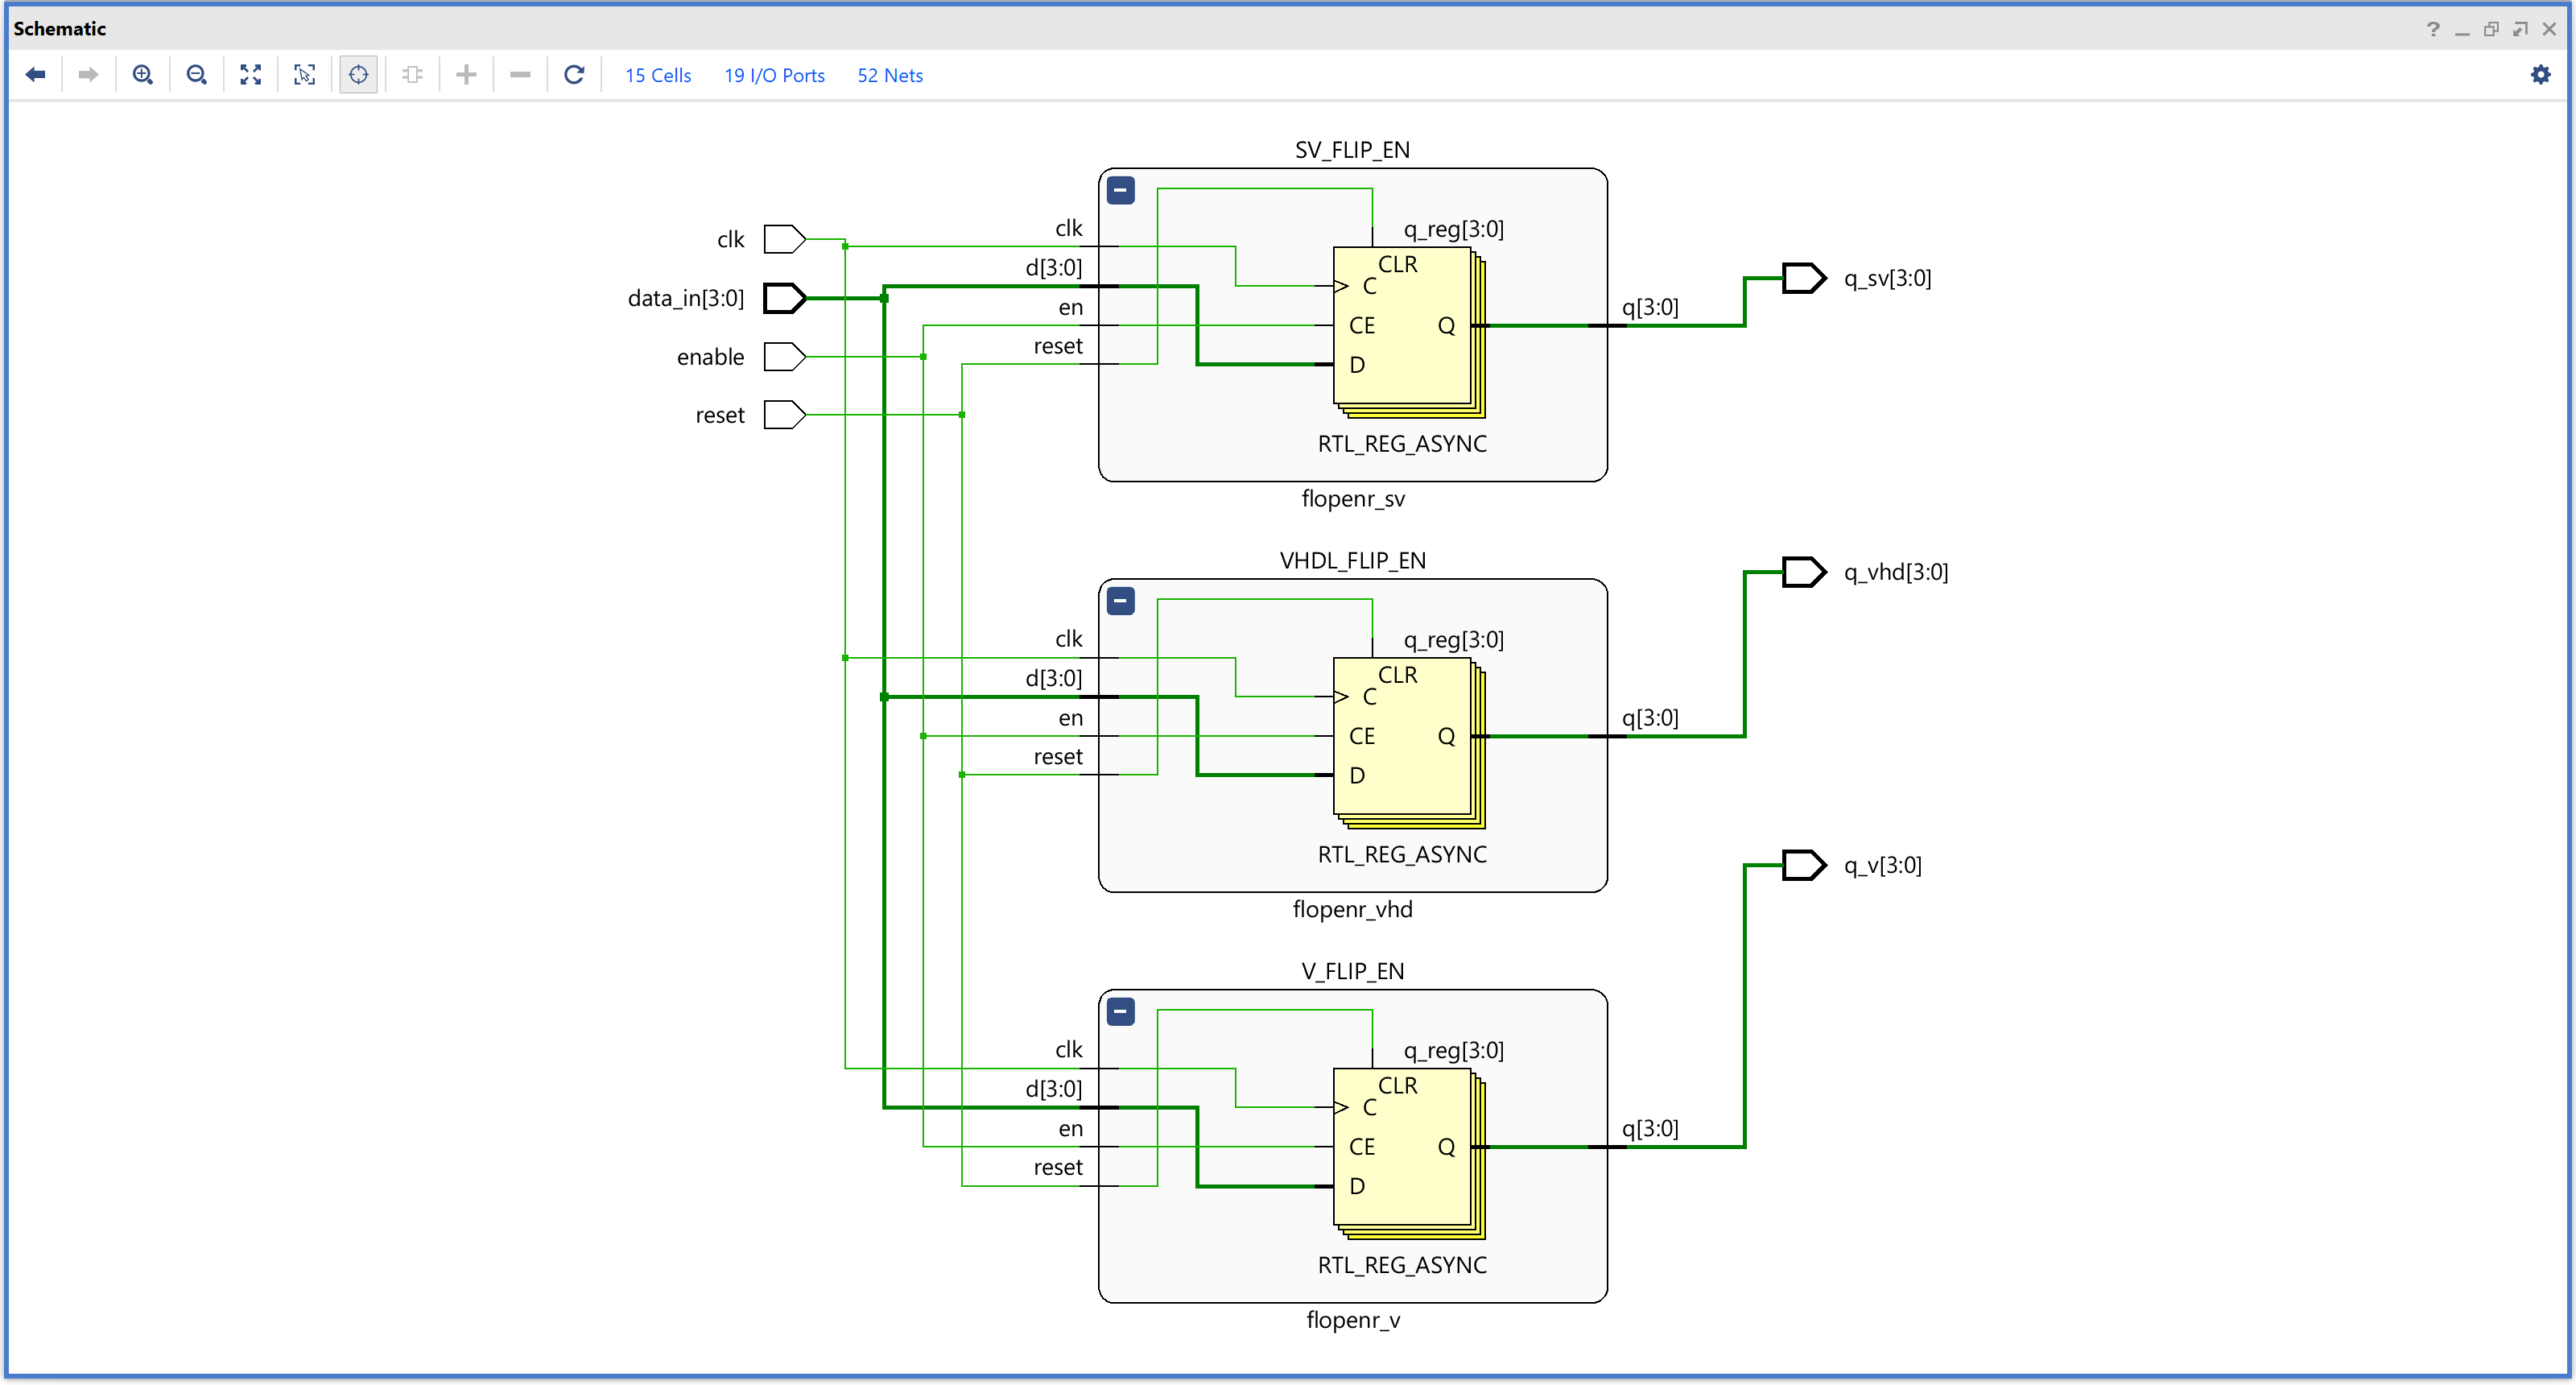 Schematic
15 Cells 19 I/O Ports 52 Nets
clk
data_in[3:0]
enable
reset
SV_FLIP_EN
clk
d[3:0]
en
reset
q_reg[3:0]
CLR
C
CE
Q
D
RTL_REG_ASYNC
q[3:0]
flopenr_sv
q_sv[3:0]
VHDL_FLIP_EN
clk
d[3:0]
en
reset
q_reg[3:0]
CLR
C
CE
Q
D
RTL_REG_ASYNC
q[3:0]
flopenr_vhd
q_vhd[3:0]
V_FLIP_EN
clk
d[3:0]
en
reset
q_reg[3:0]
CLR
C
CE
Q
D
RTL_REG_ASYNC
q[3:0]
flopenr_v
q_v[3:0]